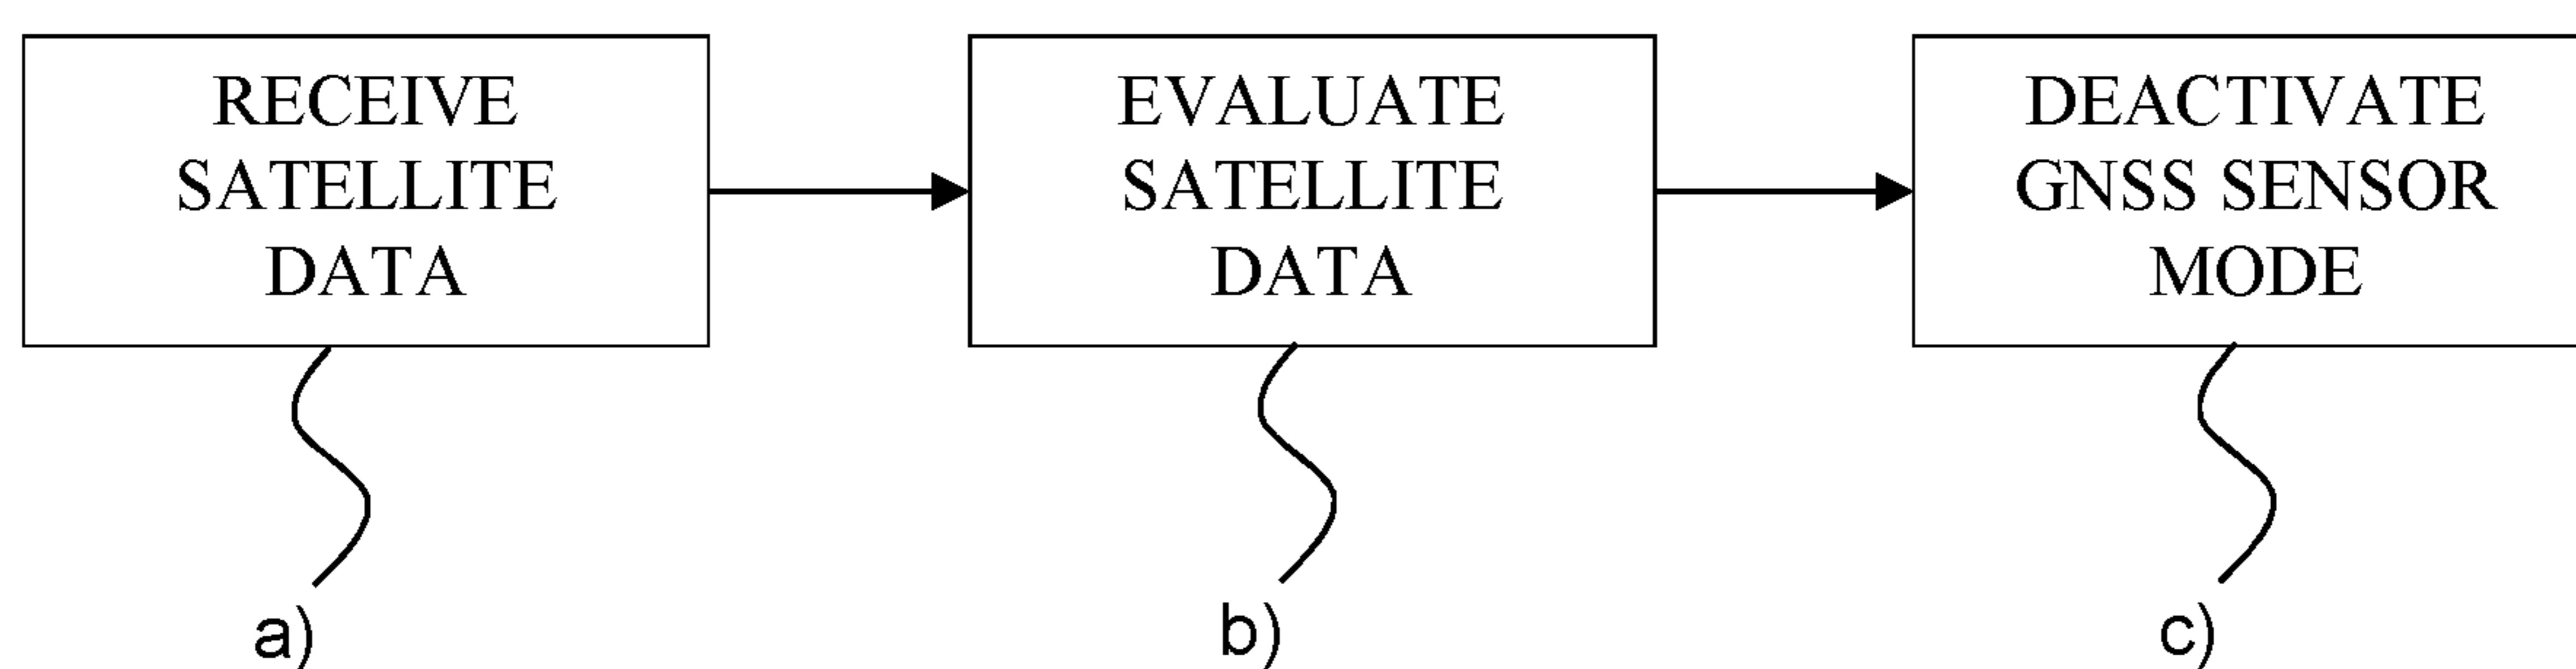 RECEIVE
SATELLITE
DATA
EVALUATE
SATELLITE
DATA
DEACTIVATE
GNSS SENSOR
MODE
a)
b)
c)